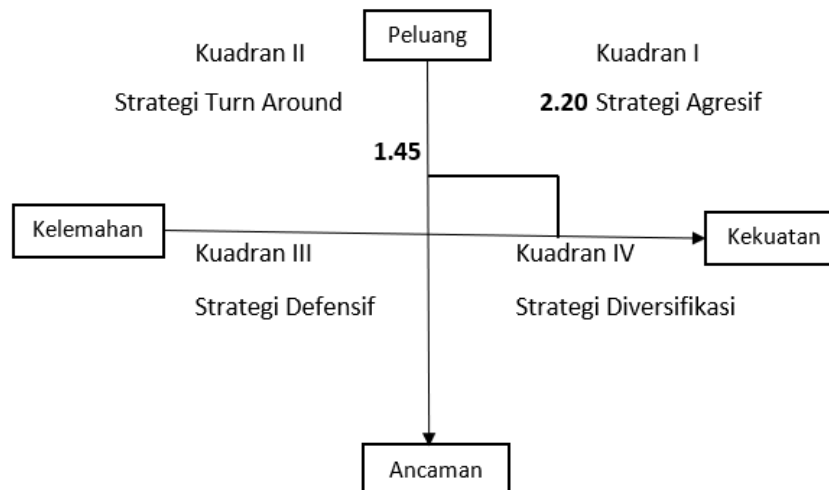 Peluang
Kuadran II
Kuadran I
Strategi Turn Around
2.20 Strategi Agresif
1.45
Kelemahan
Kekuatan
Kuadran III
Kuadran IV
Strategi Defensif
Strategi Diversifikasi
Ancaman